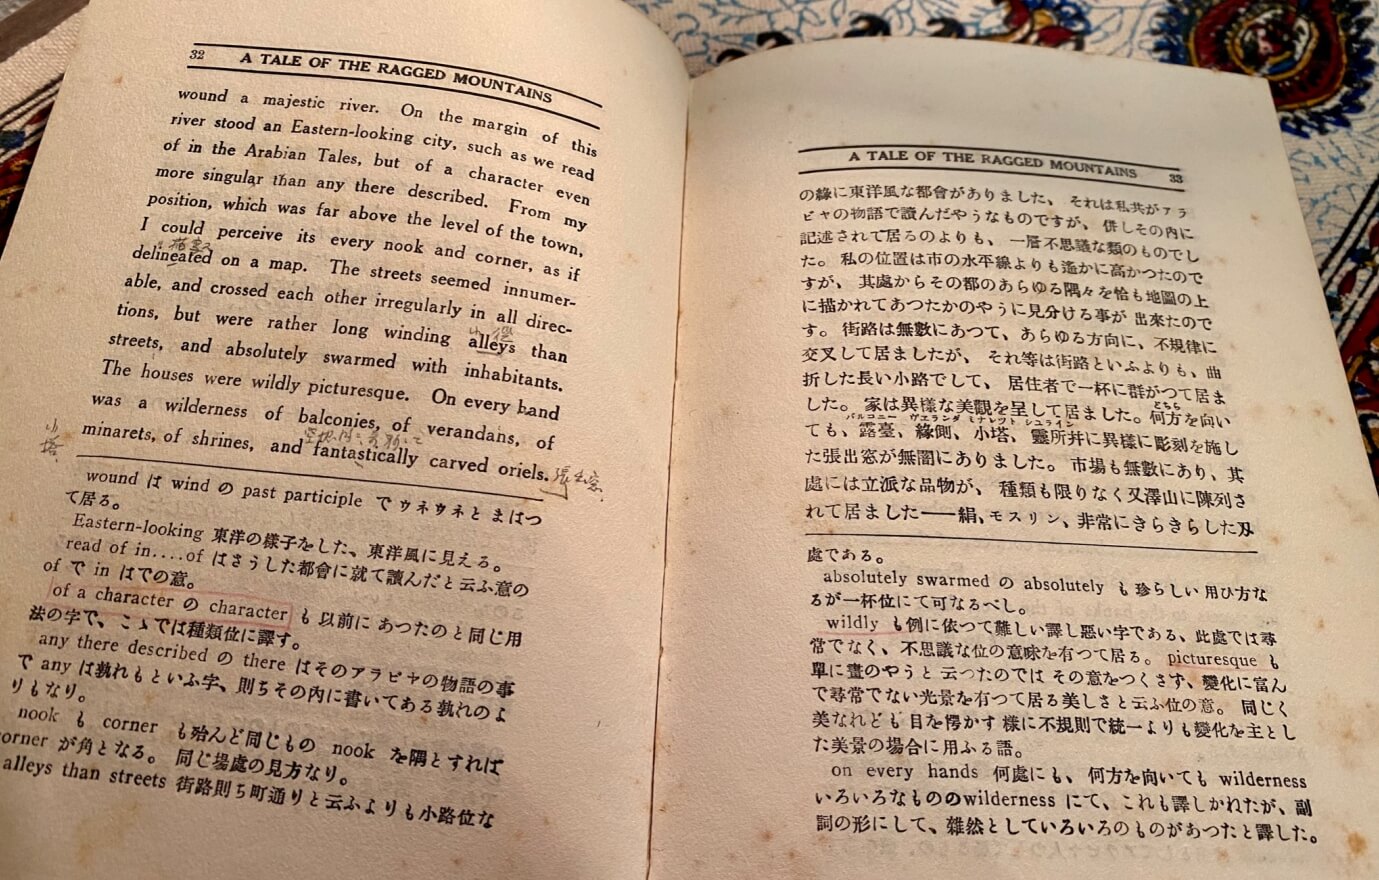 32 A TALE OF THE RAGGED MOUNTAINS
wound a majestic river. On the margin of this
river stood an Eastern-looking city, such as we read
of in the Arabian Tales, but of a character even
more singular than any there described. From my
position, which was far above the level of the town,
I could perceive its every nook and corner, as if
delineated on a map. The streets seemed innumer-
able, and crossed each other irregularly in all direc-
tions, but were rather long winding alleys than
小徑
streets, and absolutely swarmed with inhabitants.
The houses were wildly picturesque. On every hand
was a wilderness of balconies, of verandans, of
minarets, of shrines, and fantastically carved oriels.
小塔
張出窓
wound は wind の past participle で ウネウネと まはつ
て居る。
Eastern-looking 東洋の樣子をした、東洋風に見える。
read of in....of はさうした都會に就て讀んだと云ふ意の
of で in はでの意。
of a character の character も以前に あつたのと同じ用
法の字で、こゝでは種類位に譯す。
any there described の there はそのアラビヤの物語の事
で any は孰れもといふ字、則ちその內に書いてある孰れのよ
りもなり。
nook も corner も殆んど同じもの nook を隅とすれば
corner が角となる。 同じ場處の見方なり。
alleys than streets 街路則ち町通りと云ふよりも小路位な
A TALE OF THE RAGGED MOUNTAINS 33
の緣に東洋風な都會がありました、 それは私共がアラ
ビヤの物語で讀んだやうなものですが、 併しその內に
記述されて居るのよりも、 一層不思議な類のものでし
た。 私の位置は市の水平線よりも遙かに高かつたので
すが、 其處からその都のあらゆる隅々を恰も地圖の上
に描かれてあつたかのやうに見分ける事が 出來たので
す。 街路は無數にあつて、あらゆる方向に、不規律に
交叉して居ましたが、 それ等は街路といふよりも、曲
折した長い小路でして、 居住者で一杯に群がつて居ま
した。 家は異樣な美觀を呈して居ました。何方を向い
どちら
バルコニー ヴエランダ ミナレツト シユライン
ても、露臺、緣側、小塔、靈所并に異樣に彫刻を施し
た張出窓が無闇にありました。 市場も無數にあり、其
處には立派な品物が、 種類も限りなく又澤山に陳列さ
れて居ました――絹、モスリン、非常にきらきらした刄
處である。
absolutely swarmed の absolutely も珍らしい 用ひ方な
るが一杯位にて可なるべし。
wildly も例に依つて難しい譯し惡い字である、此處では尋
常でなく、不思議な位の意味を有つて居る。 picturesque も
單に畫のやうと 云つたのでは その意をつくさず、變化に富ん
で尋常でない光景を有つて居る美しさと云ふ位の意。 同じく
美なれども 目を愕かす 樣に不規則で統一よりも變化を主とし
た美景の場合に用ふる語。
on every hands 何處にも、何方を向いても wilderness
いろいろなもののwilderness にて、これも譯しかねたが、副
詞の形にして、雜然としていろいろのものがあつたと譯した。